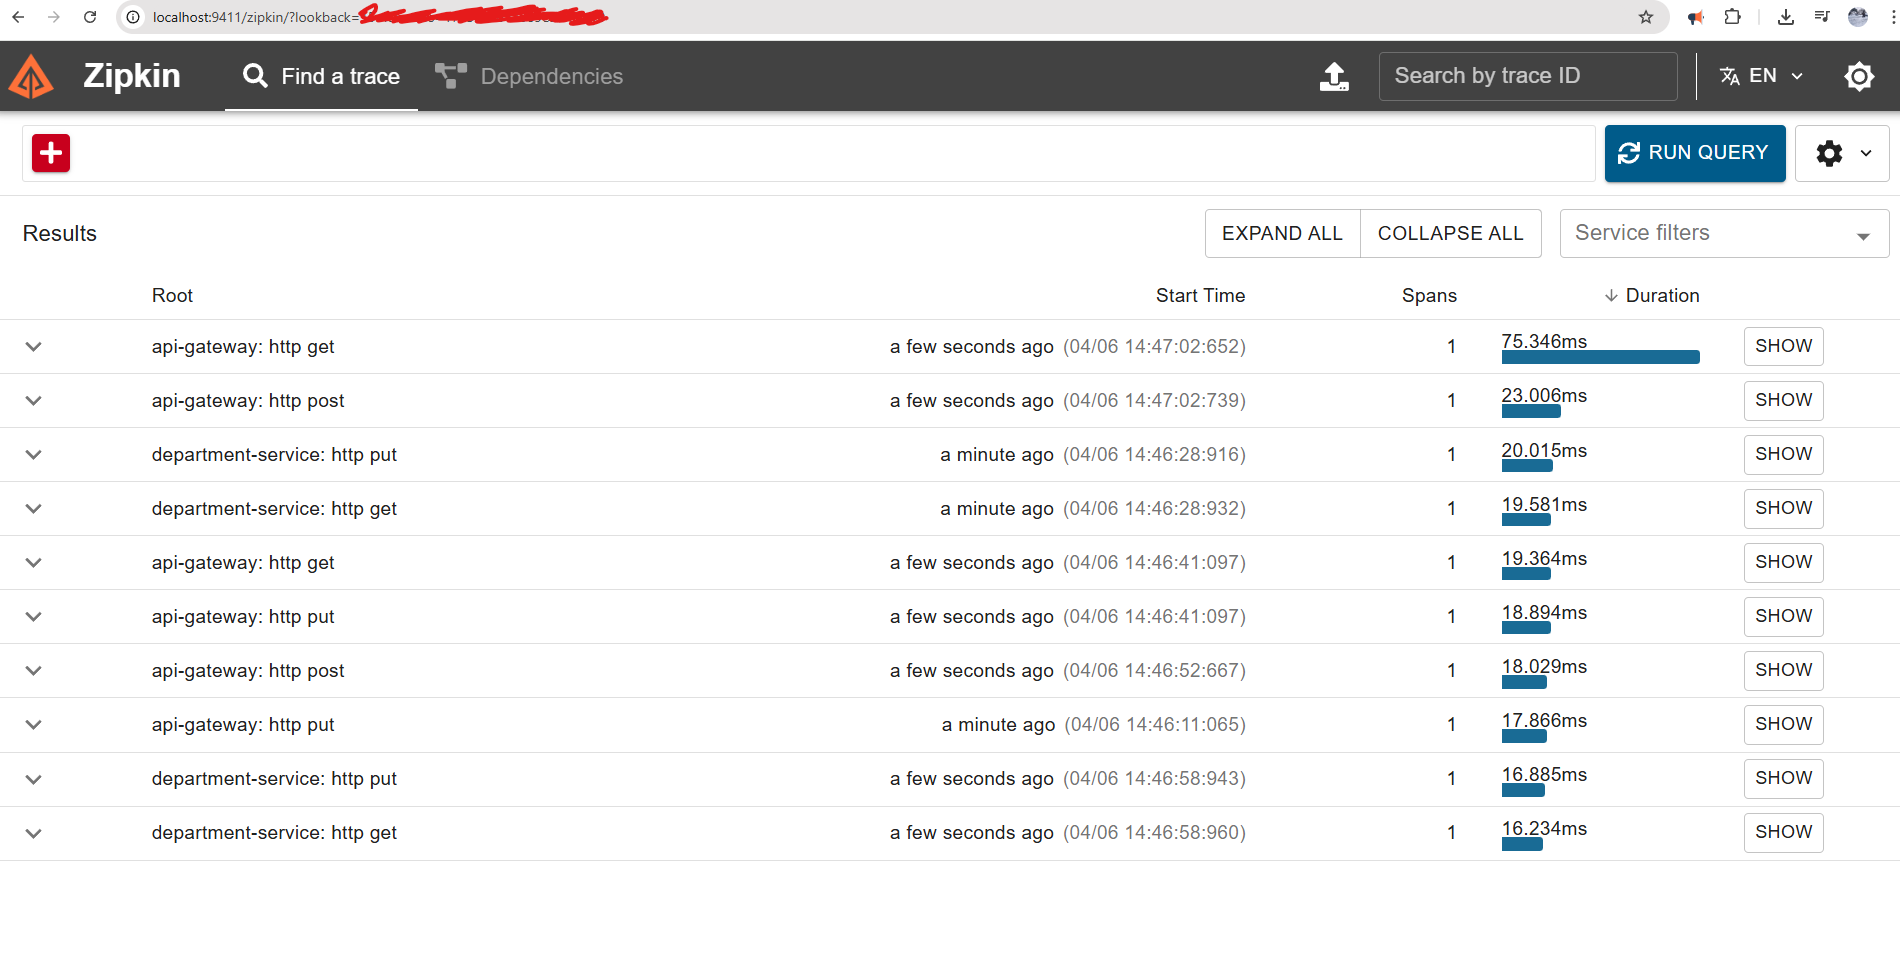 localhost:9411/zipkin/?lookback=
Zipkin Find a trace Dependencies Search by trace ID EN
RUN QUERY
Results EXPAND ALL COLLAPSE ALL Service filters
Root Start Time Spans Duration
api-gateway: http get a few seconds ago (04/06 14:47:02:652) 1 75.346ms SHOW
api-gateway: http post a few seconds ago (04/06 14:47:02:739) 1 23.006ms SHOW
department-service: http put a minute ago (04/06 14:46:28:916) 1 20.015ms SHOW
department-service: http get a minute ago (04/06 14:46:28:932) 1 19.581ms SHOW
api-gateway: http get a few seconds ago (04/06 14:46:41:097) 1 19.364ms SHOW
api-gateway: http put a few seconds ago (04/06 14:46:41:097) 1 18.894ms SHOW
api-gateway: http post a few seconds ago (04/06 14:46:52:667) 1 18.029ms SHOW
api-gateway: http put a minute ago (04/06 14:46:11:065) 1 17.866ms SHOW
department-service: http put a few seconds ago (04/06 14:46:58:943) 1 16.885ms SHOW
department-service: http get a few seconds ago (04/06 14:46:58:960) 1 16.234ms SHOW